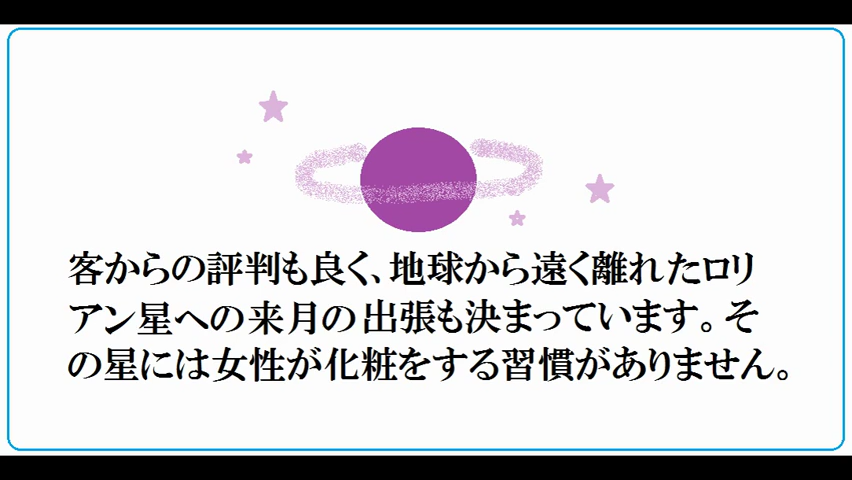 客からの評判も良く、地球から遠く離れたロリ
アン星への来月の出張も決まっています。そ
の星には女性が化粧をする習慣がありません。